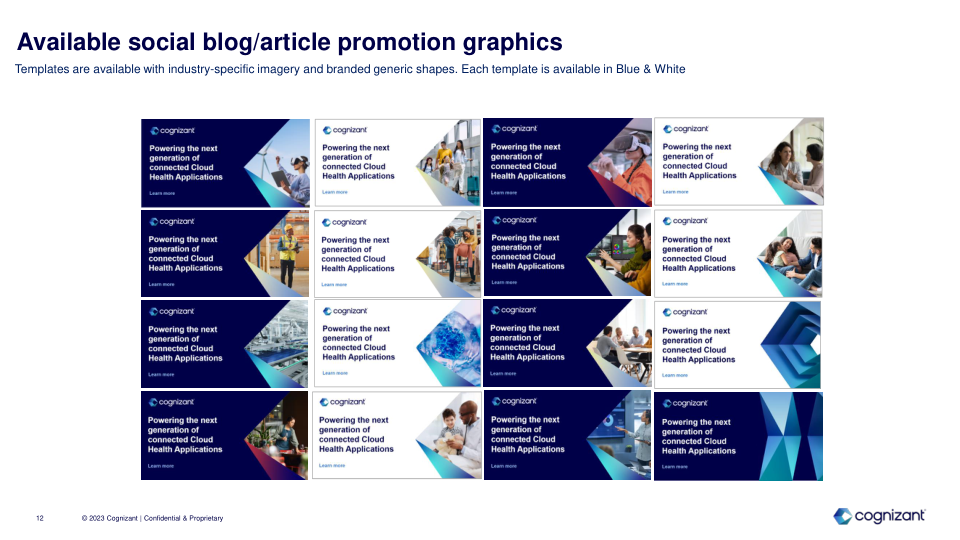 Available social blog/article promotion graphics
Templates are available with industry-specific imagery and branded generic shapes. Each template is available in Blue & White
cognizant
Powering the next
generation of
connected Cloud
Health Applications
Learn more
cognizant
Powering the next
generation of
connected Cloud
Health Applications
Learn more
cognizant
Powering the next
generation of
connected Cloud
Health Applications
Learn more
cognizant
Powering the next
generation of
connected Cloud
Health Applications
Learn more
cognizant
Powering the next
generation of
connected Cloud
Health Applications
Learn more
cognizant
Powering the next
generation of
connected Cloud
Health Applications
Learn more
cognizant
Powering the next
generation of
connected Cloud
Health Applications
Learn more
cognizant
Powering the next
generation of
connected Cloud
Health Applications
Learn more
cognizant
Powering the next
generation of
connected Cloud
Health Applications
Learn more
cognizant
Powering the next
generation of
connected Cloud
Health Applications
Learn more
cognizant
Powering the next
generation of
connected Cloud
Health Applications
Learn more
cognizant
Powering the next
generation of
connected Cloud
Health Applications
Learn more
cognizant
Powering the next
generation of
connected Cloud
Health Applications
Learn more
cognizant
Powering the next
generation of
connected Cloud
Health Applications
Learn more
cognizant
Powering the next
generation of
connected Cloud
Health Applications
Learn more
cognizant
Powering the next
generation of
connected Cloud
Health Applications
Learn more
12 © 2023 Cognizant | Confidential & Proprietary
cognizant